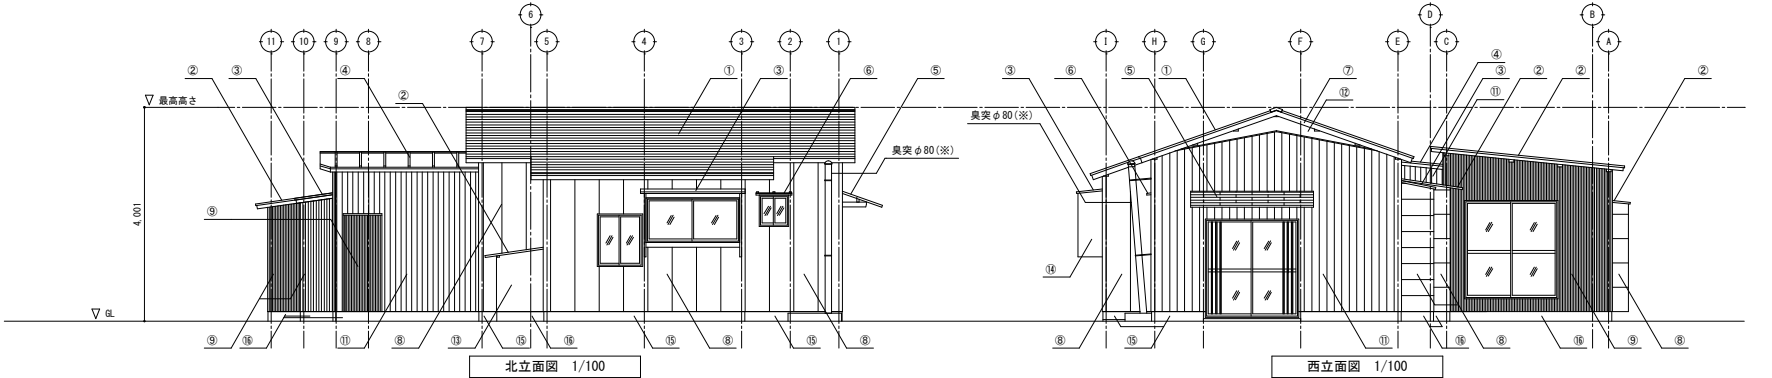 6 D B
11 10 9 8 7 5 4 3 2 1 I H G F E C A
④
② ③ ④ ① ③ ⑥ ⑤ ③ ⑥ ⑤ ① ⑦ ③ ② ② ②
② ⑫ ⑪
▽ 最高高さ
臭突φ80(※)
臭突φ80(※)
4,001
⑨
⑭
▽ GL
⑨ ⑯ ⑪ ⑧ ⑬ ⑮ ⑯ ⑮ ⑧ ⑮ ⑧ ⑧ ⑮ ⑪ ⑯ ⑧ ⑯ ⑨ ⑧
北立面図 1/100
西立面図 1/100